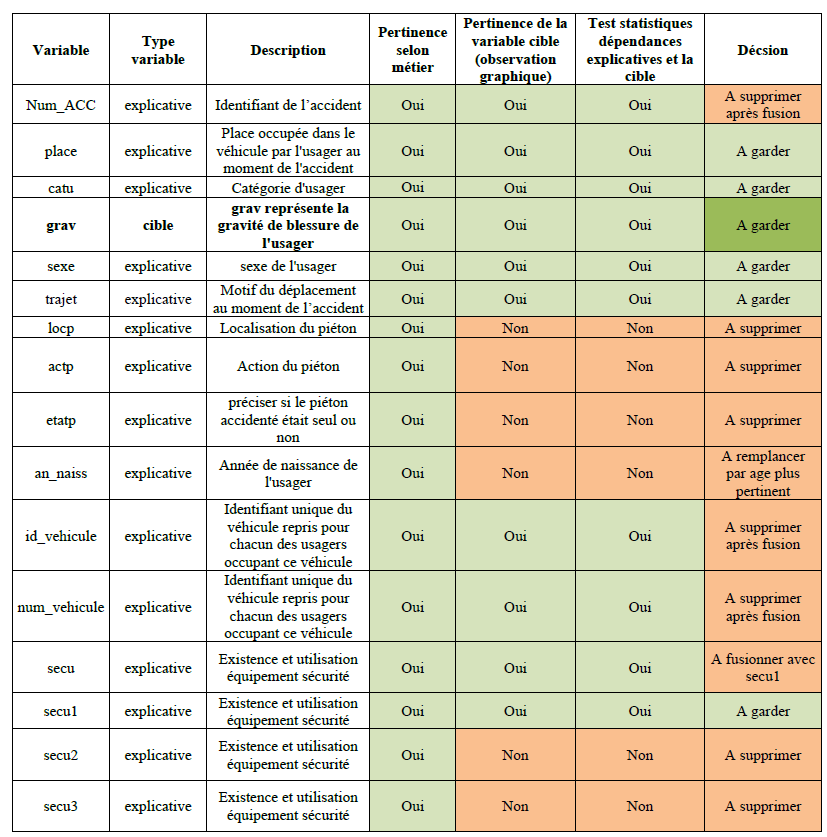 Variable
Type
variable
Description
Pertinence
selon
métier
Pertinence de la
variable cible
(observation
graphique)
Test statistiques
dépendances
explicatives et la
cible
Décsion
Num_ACC
explicative
Identifiant de l’accident
Oui
Oui
Oui
A supprimer
après fusion
place
explicative
Place occupée dans le
véhicule par l'usager au
moment de l'accident
Oui
Oui
Oui
A garder
catu
explicative
Catégorie d'usager
Oui
Oui
Oui
A garder
grav
cible
grav représente la
gravité de blessure de
l'usager
Oui
Oui
Oui
A garder
sexe
explicative
sexe de l'usager
Oui
Oui
Oui
A garder
trajet
explicative
Motif du déplacement
au moment de l’accident
Oui
Oui
Oui
A garder
locp
explicative
Localisation du piéton
Oui
Non
Non
A supprimer
actp
explicative
Action du piéton
Oui
Non
Non
A supprimer
etatp
explicative
préciser si le piéton
accidenté était seul ou
non
Oui
Non
Non
A supprimer
an_naiss
explicative
Année de naissance de
l'usager
Oui
Non
Non
A remplancer
par age plus
pertinent
id_vehicule
explicative
Identifiant unique du
véhicule repris pour
chacun des usagers
occupant ce véhicule
Oui
Oui
Oui
A supprimer
après fusion
num_vehicule
explicative
Identifiant unique du
véhicule repris pour
chacun des usagers
occupant ce véhicule
Oui
Oui
Oui
A supprimer
après fusion
secu
explicative
Existence et utilisation
équipement sécurité
Oui
Oui
Oui
A fusionner avec
secu1
secu1
explicative
Existence et utilisation
équipement sécurité
Oui
Oui
Oui
A garder
secu2
explicative
Existence et utilisation
équipement sécurité
Oui
Non
Non
A supprimer
secu3
explicative
Existence et utilisation
équipement sécurité
Oui
Non
Non
A supprimer